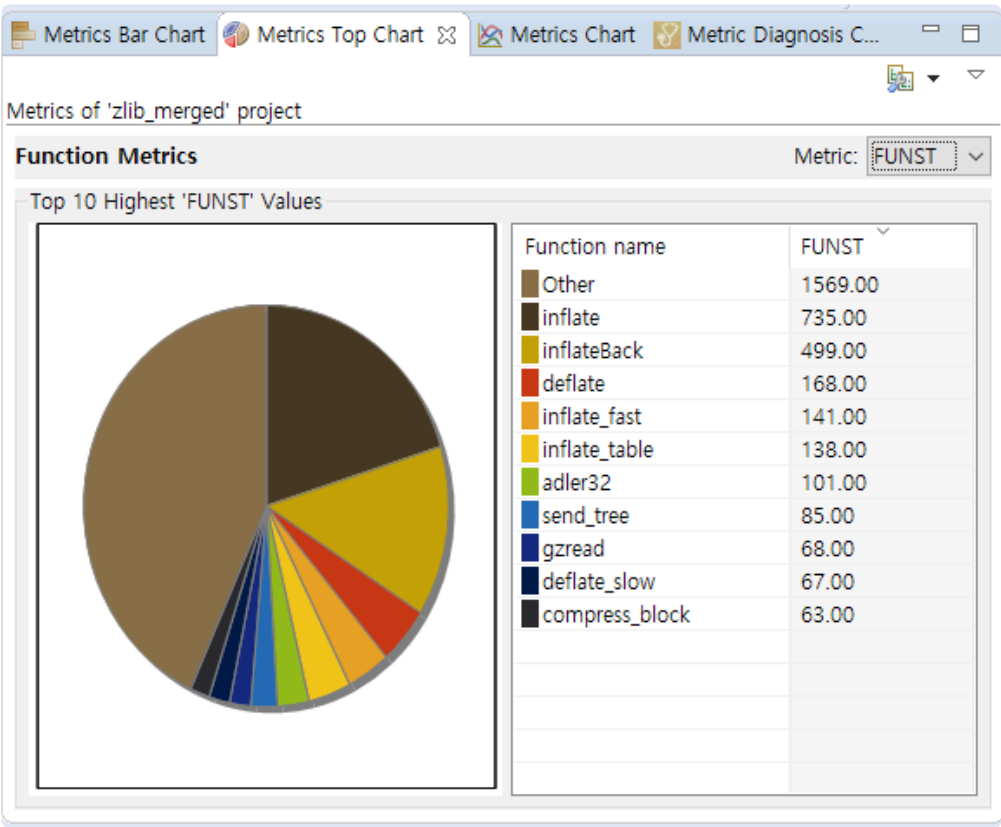 Metrics Bar Chart Metrics Top Chart Metrics Chart Metric Diagnosis C...
Metrics of 'zlib_merged' project
Function Metrics Metric: FUNST
Top 10 Highest 'FUNST' Values
Function name FUNST
Other 1569.00
inflate 735.00
inflateBack 499.00
deflate 168.00
inflate_fast 141.00
inflate_table 138.00
adler32 101.00
send_tree 85.00
gzread 68.00
deflate_slow 67.00
compress_block 63.00